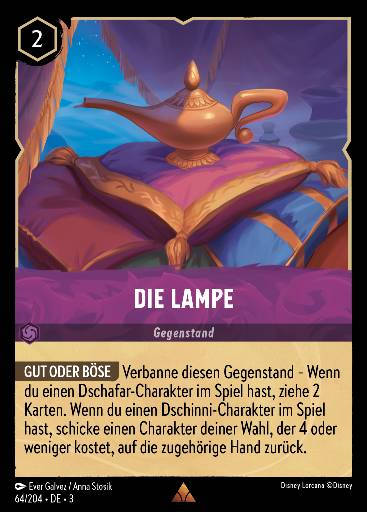 2
DIE LAMPE
Gegenstand
GUT ODER BÖSE Verbanne diesen Gegenstand - Wenn
du einen Dschafar-Charakter im Spiel hast, ziehe 2
Karten. Wenn du einen Dschinni-Charakter im Spiel
hast, schicke einen Charakter deiner Wahl, der 4 oder
weniger kostet, auf die zugehörige Hand zurück.
Ever Galvez / Anna Stosik
Disney Lorcana ©Disney
64/204 • DE • 3